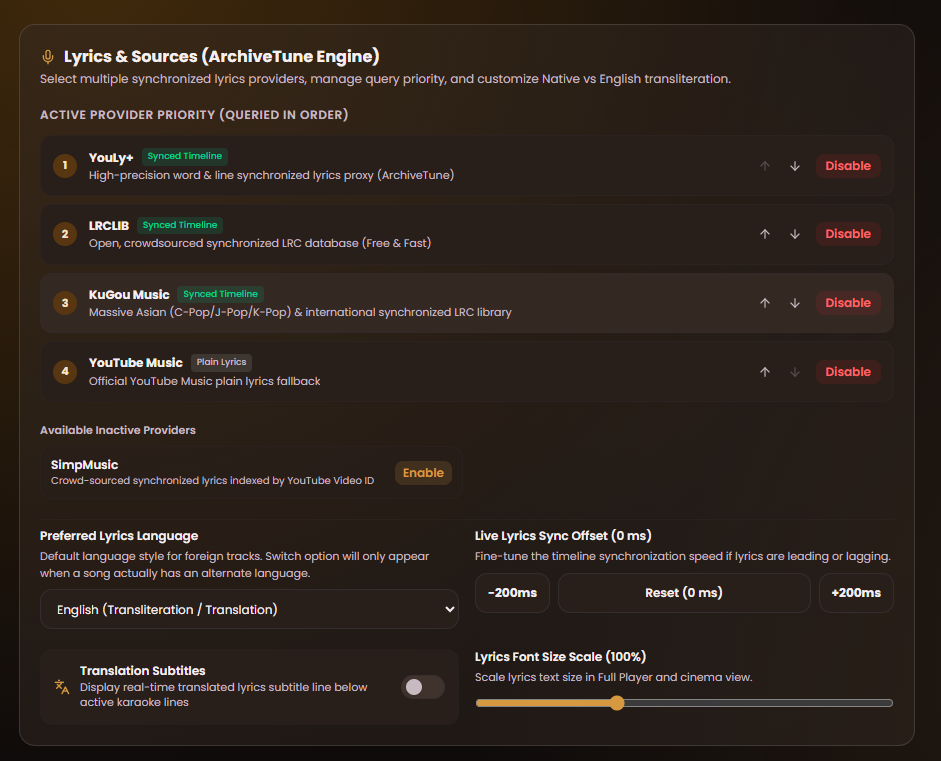 Lyrics & Sources (ArchiveTune Engine)
Select multiple synchronized lyrics providers, manage query priority, and customize Native vs English transliteration.
ACTIVE PROVIDER PRIORITY (QUERIED IN ORDER)
1
YouLy+ Synced Timeline
High-precision word & line synchronized lyrics proxy (ArchiveTune)
↑ ↓ Disable
2
LRCLIB Synced Timeline
Open, crowdsourced synchronized LRC database (Free & Fast)
↑ ↓ Disable
3
KuGou Music Synced Timeline
Massive Asian (C-Pop/J-Pop/K-Pop) & international synchronized LRC library
↑ ↓ Disable
4
YouTube Music Plain Lyrics
Official YouTube Music plain lyrics fallback
↑ ↓ Disable
Available Inactive Providers
SimpMusic
Crowd-sourced synchronized lyrics indexed by YouTube Video ID
Enable
Preferred Lyrics Language
Default language style for foreign tracks. Switch option will only appear
when a song actually has an alternate language.
English (Transliteration / Translation)
Live Lyrics Sync Offset (0 ms)
Fine-tune the timeline synchronization speed if lyrics are leading or lagging.
-200ms Reset (0 ms) +200ms
Translation Subtitles
Display real-time translated lyrics subtitle line below
active karaoke lines
Lyrics Font Size Scale (100%)
Scale lyrics text size in Full Player and cinema view.